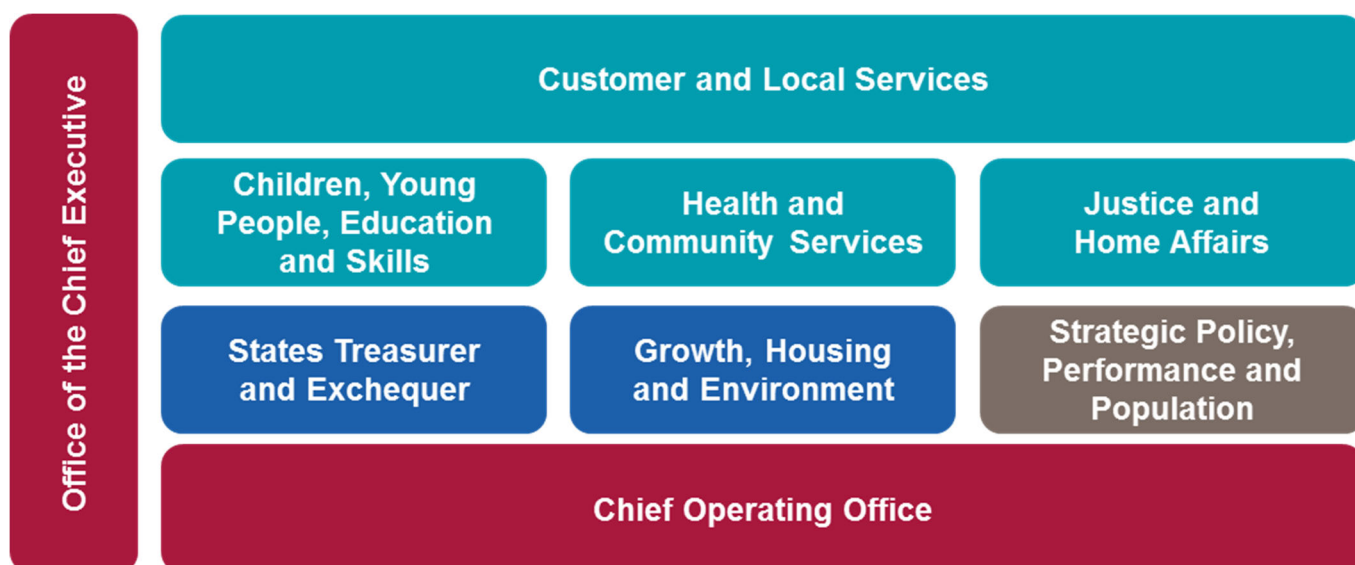 Office of the Chief Executive
Customer and Local Services
Children, Young
People, Education
and Skills
Health and
Community Services
Justice and
Home Affairs
States Treasurer
and Exchequer
Growth, Housing
and Environment
Strategic Policy,
Performance and
Population
Chief Operating Office